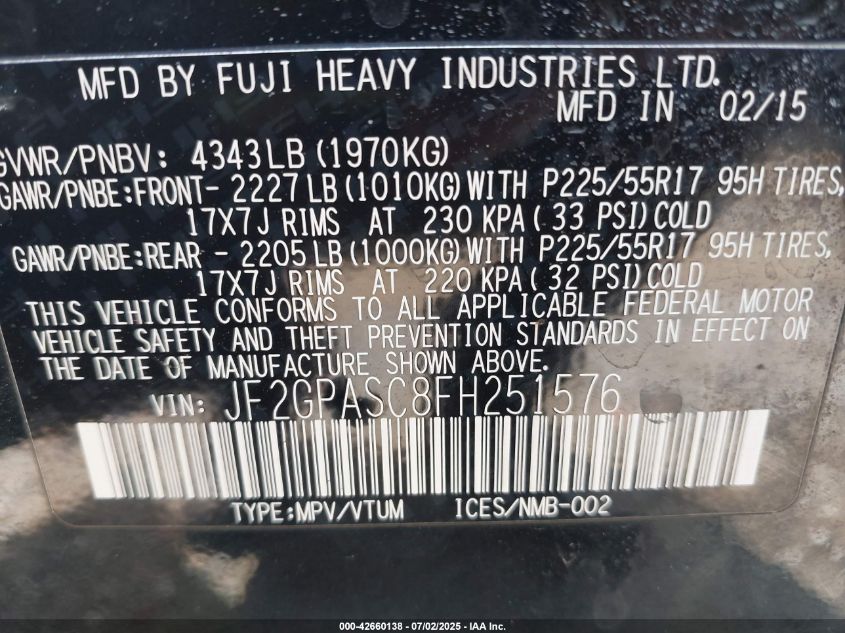 MFD BY FUJI HEAVY INDUSTRIES LTD.
MFD IN 02/15
GVWR/PNBV: 4343LB (1970KG)
GAWR/PNBE:FRONT- 2227 LB (1010KG) WITH P225/55R17 95H TIRES,
17X7J RIMS AT 230 KPA ( 33 PSI) COLD
GAWR/PNBE:REAR - 2205 LB (1000KG) WITH P225/55R17 95H TIRES,
17X7J RIMS AT 220 KPA ( 32 PSI) COLD
THIS VEHICLE CONFORMS TO ALL APPLICABLE FEDERAL MOTOR
VEHICLE SAFETY AND THEFT PREVENTION STANDARDS IN EFFECT ON
THE DATE OF MANUFACTURE SHOWN ABOVE.
VIN: JF2GPASC8FH251576
TYPE:MPV/VTUM ICES/NMB-002
000-42660138 - 07/02/2025 - IAA Inc.